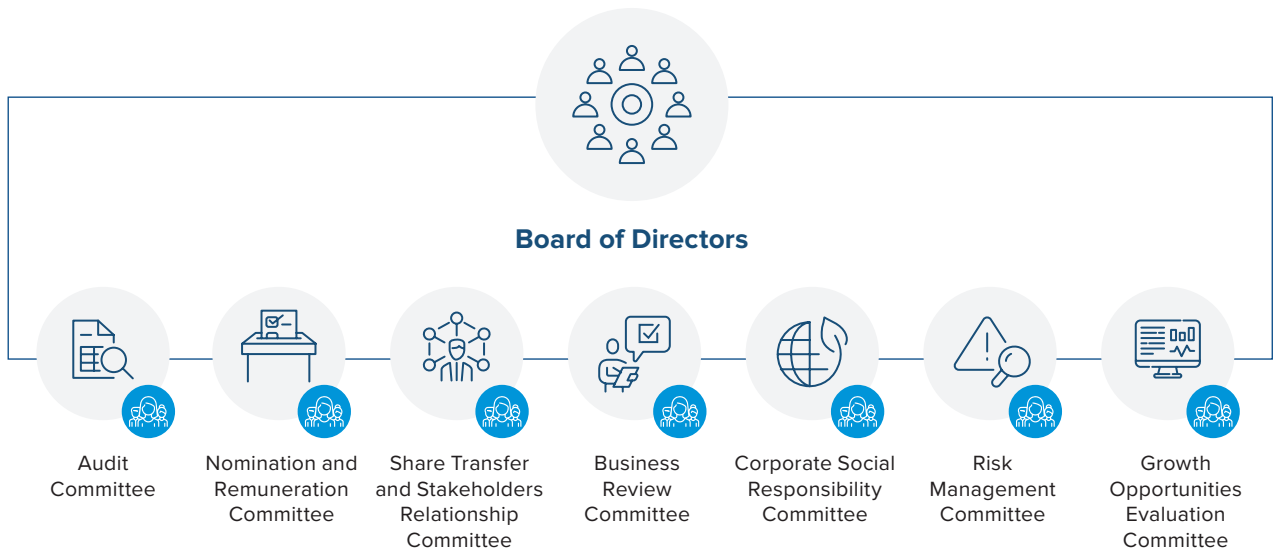 Board of Directors
Audit
Committee
Nomination and
Remuneration
Committee
Share Transfer
and Stakeholders
Relationship
Committee
Business
Review
Committee
Corporate Social
Responsibility
Committee
Risk
Management
Committee
Growth
Opportunities
Evaluation
Committee